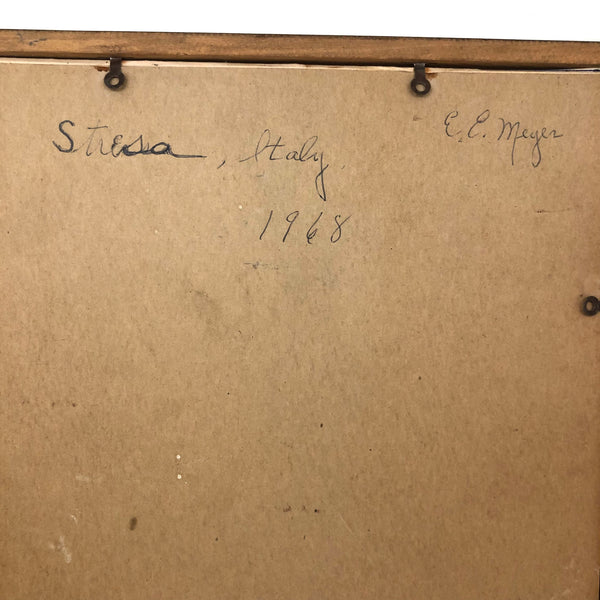 Stresa, Italy. E. E. Meyer
1968